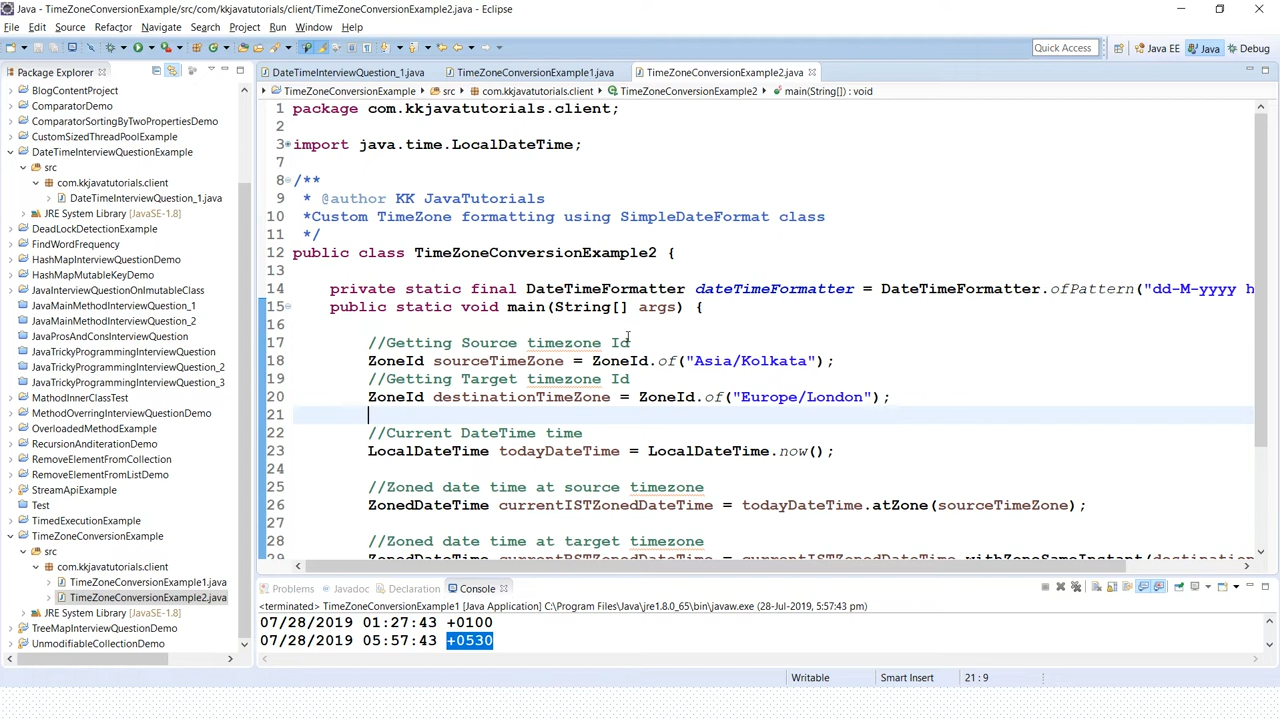 Java - TimeZoneConversionExample/src/com/kkjavatutorials/client/TimeZoneConversionExample2.java - Eclipse
File Edit Source Refactor Navigate Search Project Run Window Help
Quick Access Java EE Java Debug
Package Explorer
BlogContentProject
ComparatorDemo
ComparatorSortingByTwoPropertiesDemo
CustomSizedThreadPoolExample
DateTimeInterviewQuestionExample
src
com.kkjavatutorials.client
DateTimeInterviewQuestion_1.java
JRE System Library [JavaSE-1.8]
DeadLockDetectionExample
FindWordFrequency
HashMapInterviewQuestionDemo
HashMapMutableKeyDemo
JavaInterviewQuestionOnImutableClass
JavaMainMethodInterviewQuestion_1
JavaMainMethodInterviewQuestion_2
JavaProsAndConsInterviewQuestion
JavaTrickyProgrammingInterviewQuestion
JavaTrickyProgrammingInterviewQuestion_2
JavaTrickyProgrammingInterviewQuestion_3
MathodInnerClassTest
MethodOverringInterviewQuestionDemo
OverloadedMethodDemo
RecursionAnditerationDemo
RemoveElementFromCollection
RemoveElementFromListDemo
StreamApiExample
Test
TimedExecutionExample
TimeZoneConversionExample
src
com.kkjavatutorials.client
TimeZoneConversionExample1.java
TimeZoneConversionExample2.java
JRE System Library [JavaSE-1.8]
TreeMapInterviewQuestionDemo
UnmodifiableCollectionDemo
DateTimeInterviewQuestion_1.java TimeZoneConversionExample1.java TimeZoneConversionExample2.java
TimeZoneConversionExample src com.kkjavatutorials.client TimeZoneConversionExample2 main(String[]) : void
1 package com.kkjavatutorials.client;
2
3 import java.time.LocalDateTime;
7
8 /**
9 * @author KK JavaTutorials
10 *Custom TimeZone formatting using SimpleDateFormat class
11 */
12 public class TimeZoneConversionExample2 {
13
14 private static final DateTimeFormatter dateTimeFormatter = DateTimeFormatter.ofPattern("dd-M-yyyy h
15 public static void main(String[] args) {
16
17 //Getting Source timezone Id
18 ZoneId sourceTimeZone = ZoneId.of("Asia/Kolkata");
19 //Getting Target timezone Id
20 ZoneId destinationTimeZone = ZoneId.of("Europe/London");
21
22 //Current DateTime time
23 LocalDateTime todayDateTime = LocalDateTime.now();
24
25 //Zoned date time at source timezone
26 ZonedDateTime currentISTZonedDateTime = todayDateTime.atZone(sourceTimeZone);
27
28 //Zoned date time at target timezone
29 ZonedDateTime currentBSTZonedDateTime = currentISTZonedDateTime.withZoneSameInstant(destination
Problems Javadoc Declaration Console
<terminated> TimeZoneConversionExample1 [Java Application] C:\Program Files\Java\jre1.8.0_65\bin\javaw.exe (28-Jul-2019, 5:57:43 PM)
07/28/2019 01:27:43 +0100
07/28/2019 05:57:43 +0530
Writable Smart Insert 21 : 9